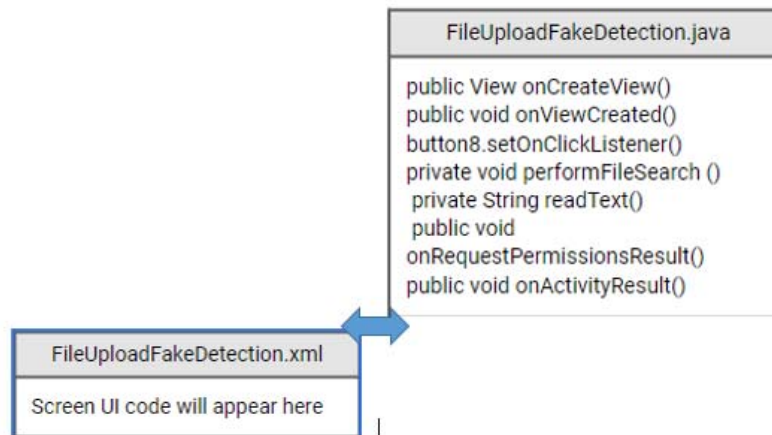 FileUploadFakeDetection.java
public View onCreateView()
public void onViewCreated()
button8.setOnClickListener()
private void performFileSearch ()
private String readText()
public void
onRequestPermissionsResult()
public void onActivityResult()
FileUploadFakeDetection.xml
Screen UI code will appear here